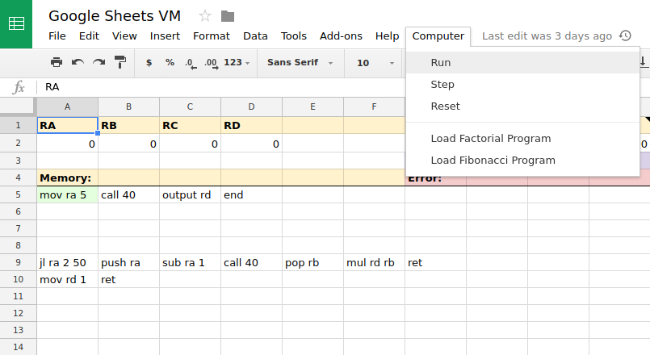 Google Sheets VM
File Edit View Insert Format Data Tools Add-ons Help Computer Last edit was 3 days ago
$ % .0 .00 123 Sans Serif 10
fx RA
Run
Step
Reset
Load Factorial Program
Load Fibonacci Program
A B C D E F
1 RA RB RC RD
2 0 0 0 0 0
3
4 Memory: Error:
5 mov ra 5 call 40 output rd end
6
7
8
9 jl ra 2 50 push ra sub ra 1 call 40 pop rb mul rd rb ret
10 mov rd 1 ret
11
12
13
14